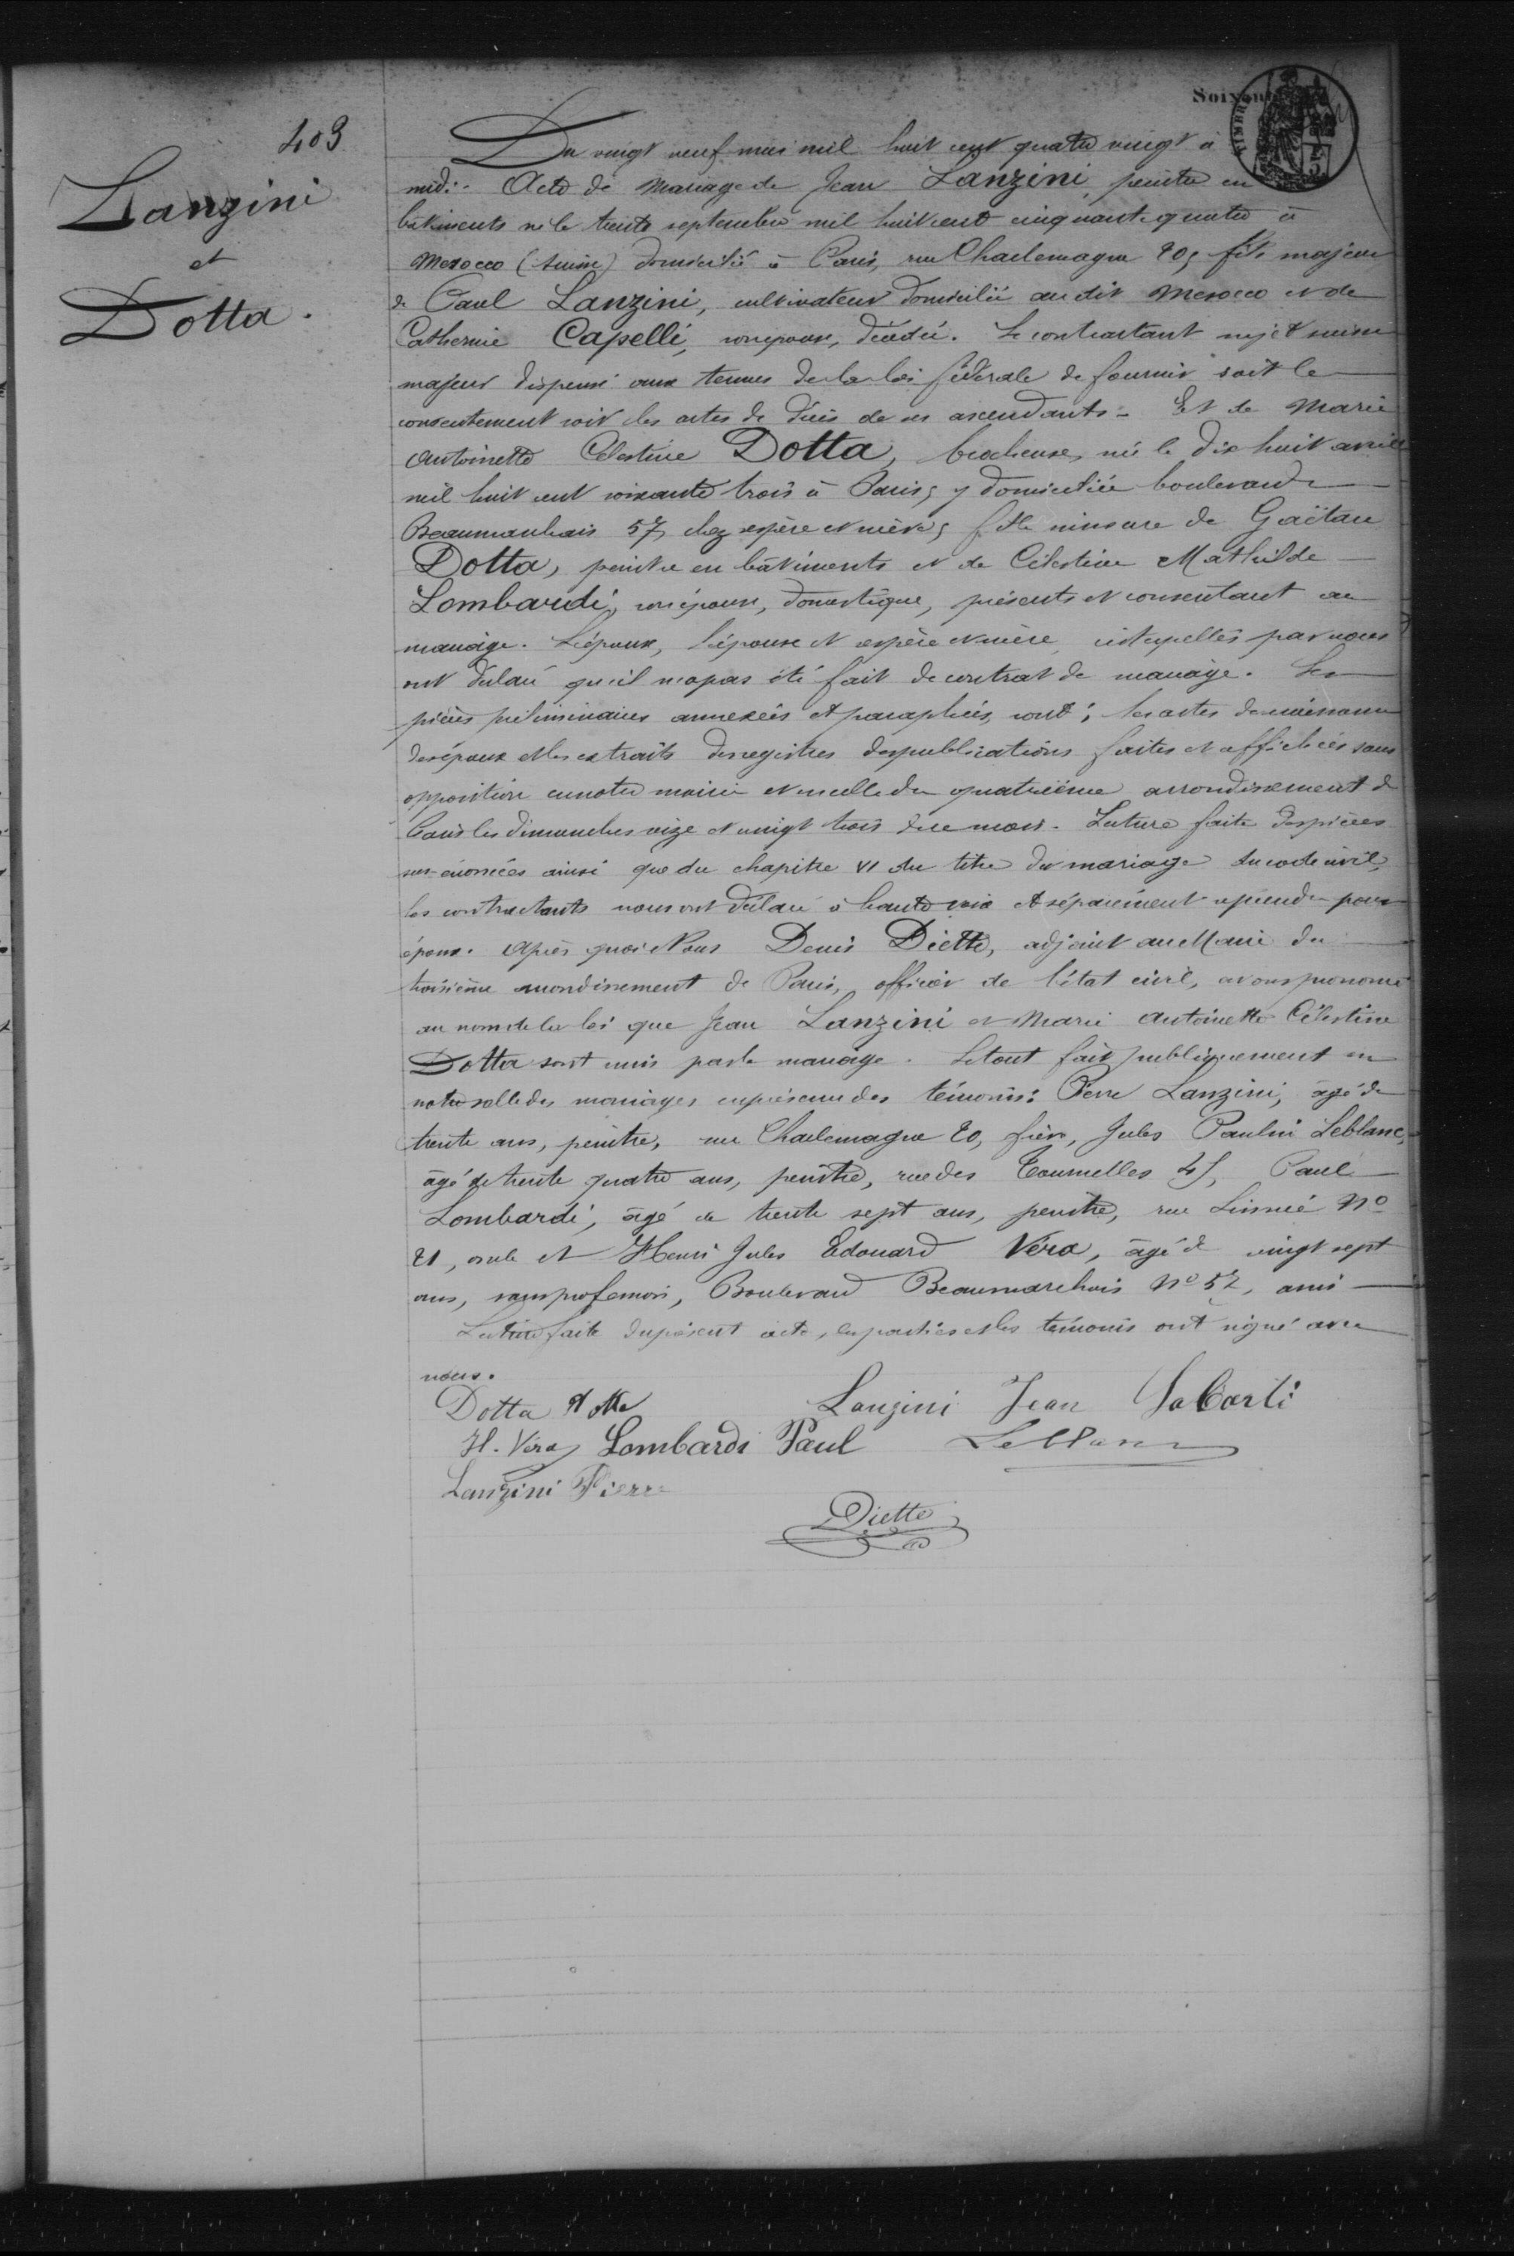 403
Lanzini
et
Dotta.
Soixante
TIMBRE
Du vingt neuf mai mil huit cent quatre vingt à
midi. Acte de mariage de Jean Lanzini, peintre en
bâtiments né le trente septembre mil huit cent cinquante quatre à
Mesocco (Suisse) domicilié à Paris, rue Charlemagne 20, fils majeur
de Paul Lanzini, cultivateur domicilié au dit Mesocco et de
Catherine Capelli, son épouse, décédée. Le contractant sujet suisse
majeur dispensé aux termes de la loi fédérale de fournir soit le
consentement soit les actes de décès de ses ascendants. Et de Marie
Antoinette Célestine Dotta, brocheuse, née le dix huit avril
mil huit cent soixante trois à Paris, y domiciliée boulevard
Beaumarchais 57, chez ses père et mère, fille mineure de Gaëtan
Dotta, peintre en bâtiments et de Célestine Mathilde
Lombardi, son épouse, domestique, présents et consentant au
mariage. L'époux, l'épouse et ses père et mère, interpellés par nous
ont déclaré qu'il n'a pas été fait de contrat de mariage. Les
pièces préliminaires annexées et paraphées, sont; les actes de naissance
des époux et les extraits des registres des publications faites et affichées sans
opposition en notre mairie et en celle du quatrième arrondissement de
Paris les dimanches seize et vingt trois de ce mois. Lecture faite des pièces
sus-énoncées ainsi que du chapitre VI du titre du mariage du code civil,
les contractants nous ont déclaré à haute voix et séparément se prendre pour
époux. Après quoi Nous Denis Diette, adjoint au Maire du
troisième arrondissement de Paris, officier de l'état civil, avons prononcé
au nom de la loi que Jean Lanzini et Marie Antoinette Célestine
Dotta sont unis par le mariage. Le tout fait publiquement en
notre salle des mariages en présence des témoins: Pierre Lanzini, âgé de
trente ans, peintre, rue Charlemagne 20, frère, Jules Paulin Leblanc,
âgé de trente quatre ans, peintre, rue des Tournelles 45, Paul
Lombardi, âgé de trente sept ans, peintre, rue Linné No
21, oncle et Henri Jules Edouard Véra, âgé de vingt sept
ans, sans profession, Boulevard Beaumarchais No 57, amis
Lecture faite du présent acte, les parties et les témoins ont signé avec
nous.
Dotta Lanzini Jean
H. Véra Lombardi Paul Leblanc
Lanzini Pierre
Diette